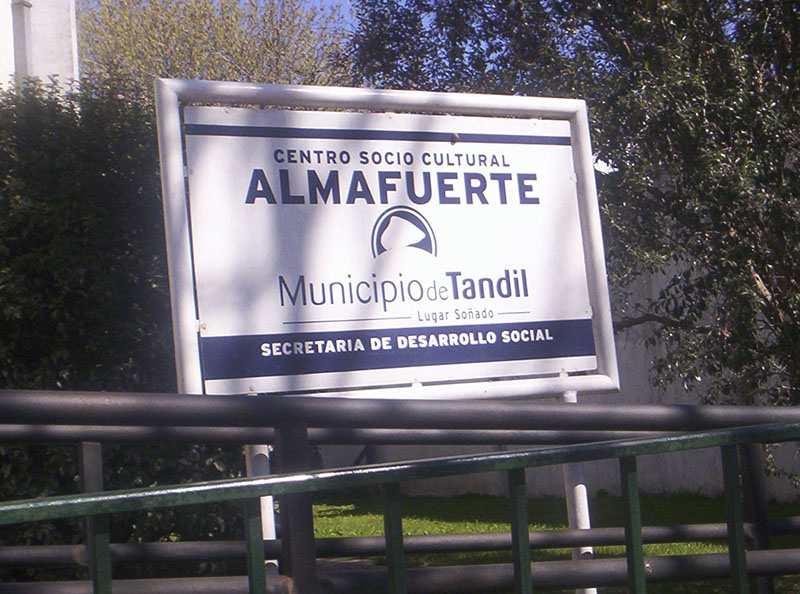 CENTRO SOCIO CULTURAL
ALMAFUERTE
Municipio de Tandil
Lugar Soñado
SECRETARIA DE DESARROLLO SOCIAL